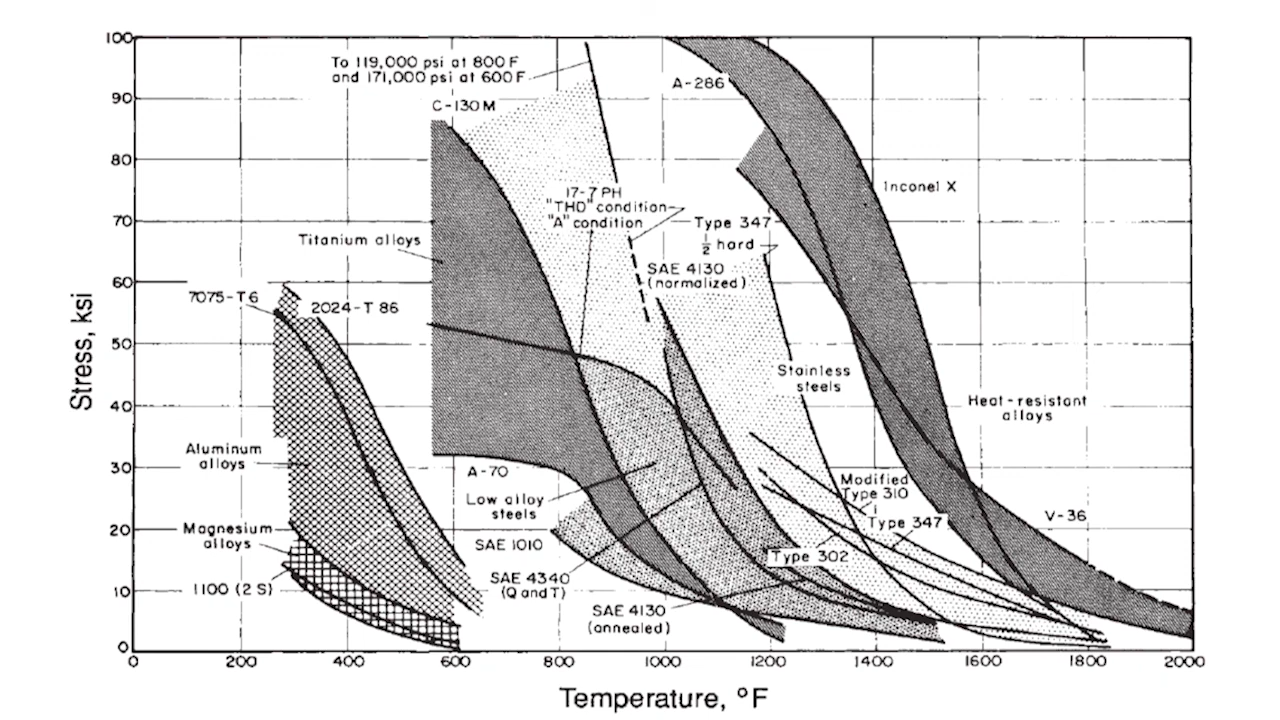 100
90
80
70
60
50
40
30
20
10
0
Stress, ksi
0 200 400 600 800 1000 1200 1400 1600 1800 2000
Temperature, °F
To 119,000 psi at 800 F
and 171,000 psi at 600 F
C-130 M
A-286
Inconel X
17-7 PH
"THD" condition
"A" condition
Type 347
1/2 hard
Titanium alloys
SAE 4130
(normalized)
7075-T6
2024-T 86
Stainless
steels
Heat-resistant
alloys
Aluminum
alloys
A-70
Low alloy
steels
Modified
Type 310
Type 347
V-36
Magnesium
alloys
SAE 1010
Type 302
1100 (2 S)
SAE 4340
(Q and T)
SAE 4130
(annealed)